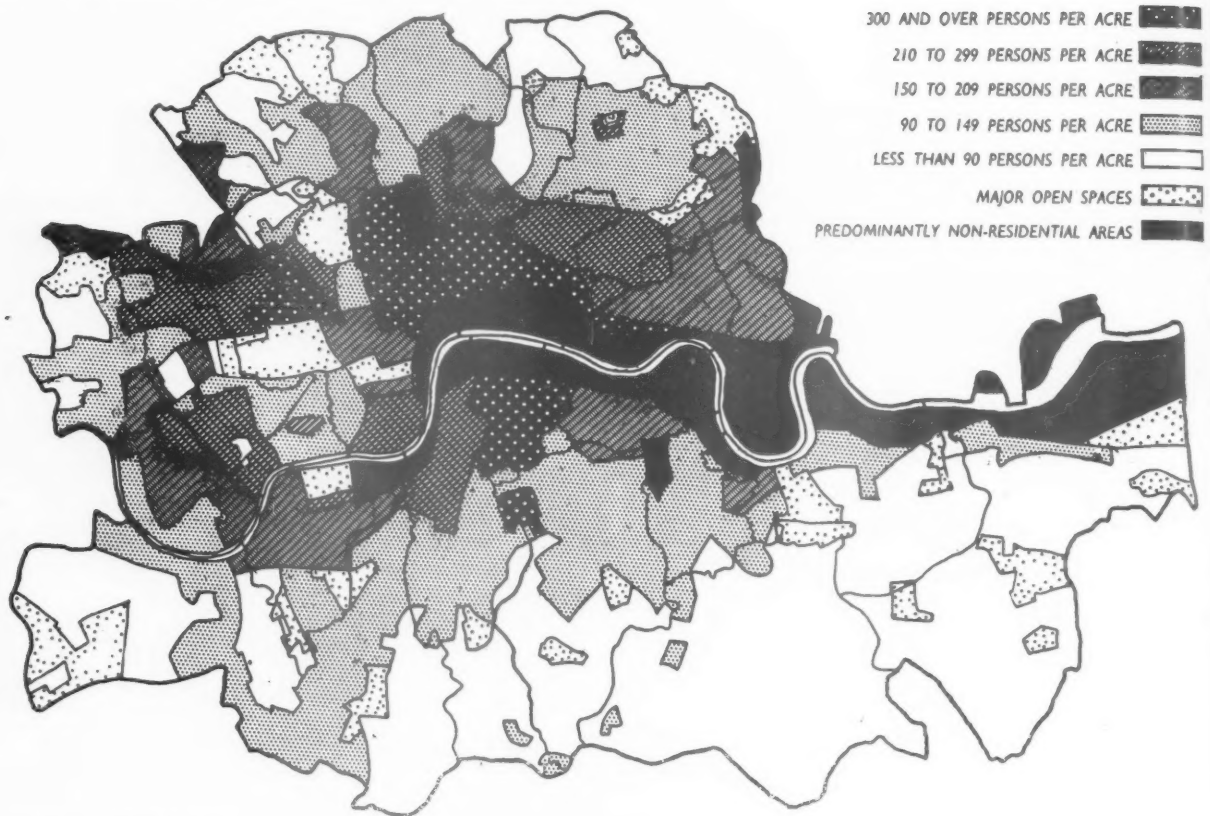 300 AND OVER PERSONS PER ACRE
210 TO 299 PERSONS PER ACRE
150 TO 209 PERSONS PER ACRE
90 TO 149 PERSONS PER ACRE
LESS THAN 90 PERSONS PER ACRE
MAJOR OPEN SPACES
PREDOMINANTLY NON-RESIDENTIAL AREAS